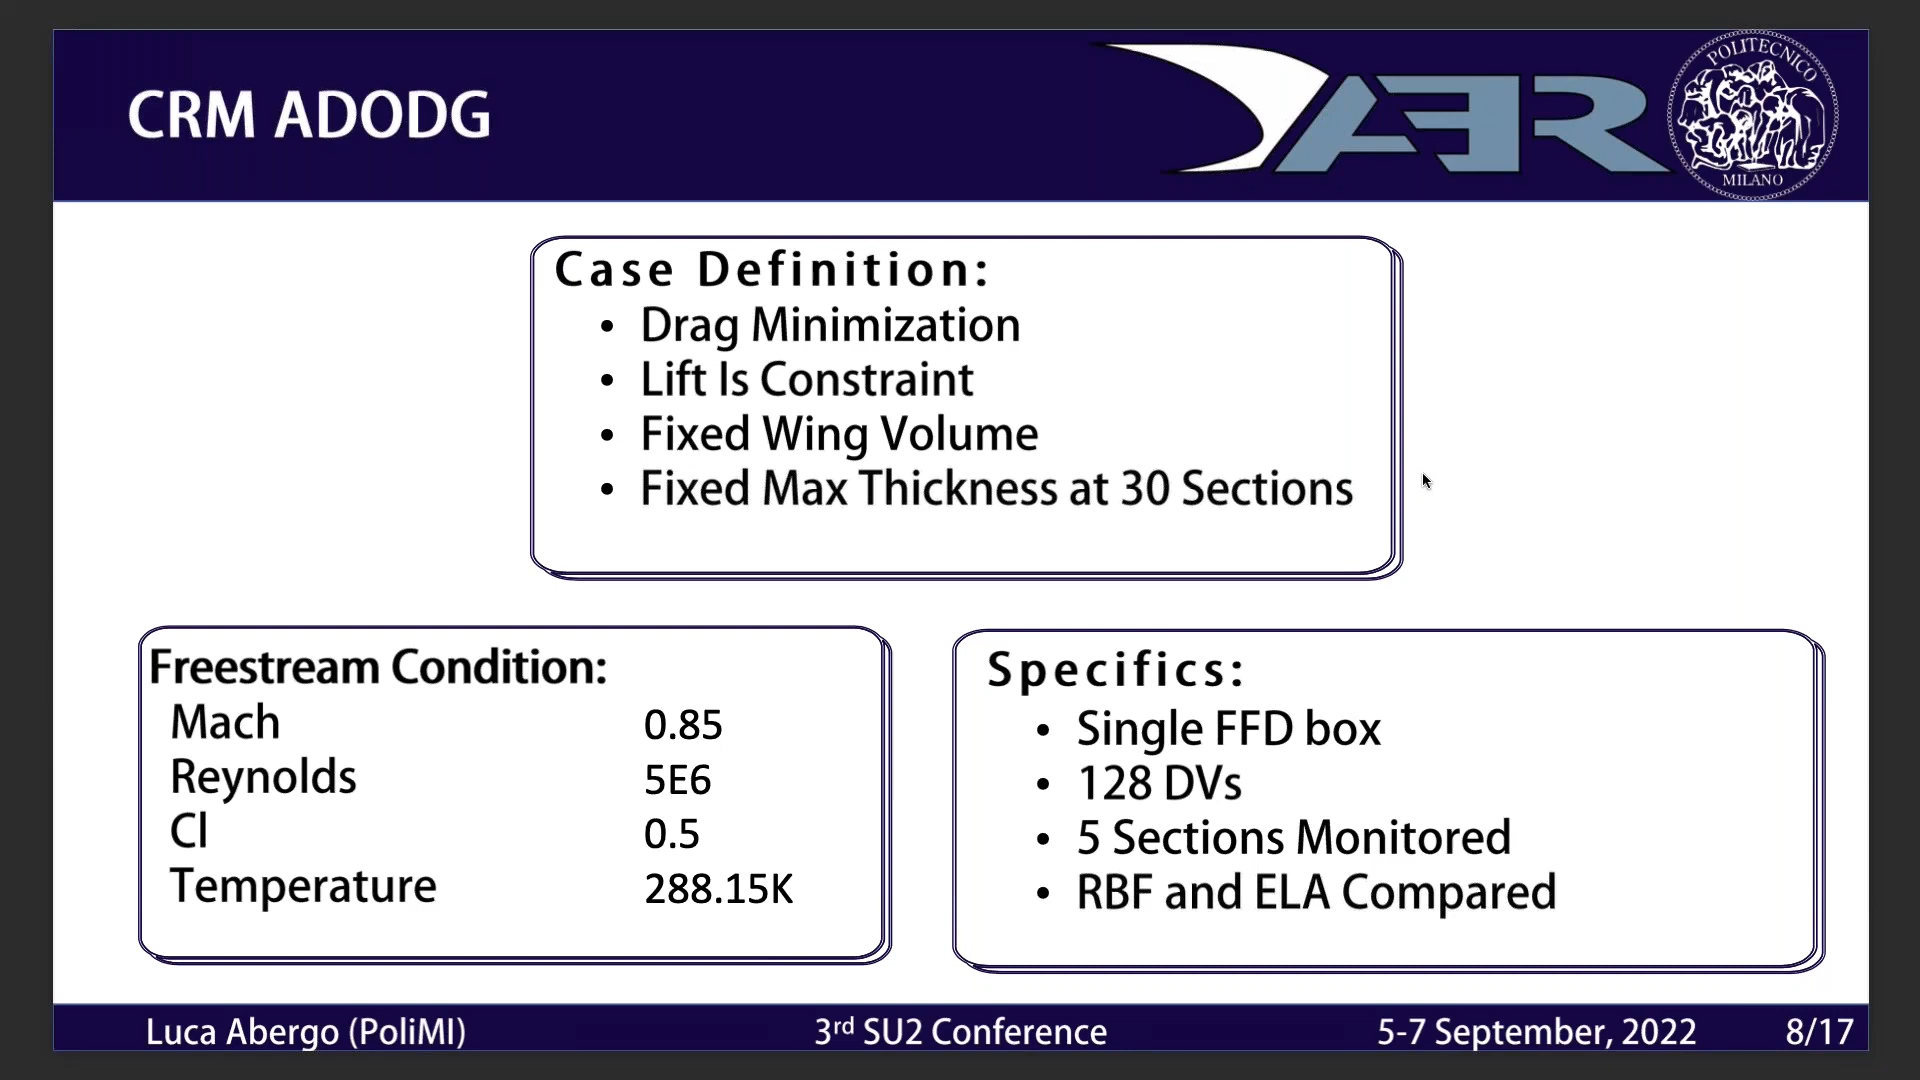 CRM ADODG
AER
POLITECNICO
MILANO
Case Definition:
• Drag Minimization
• Lift Is Constraint
• Fixed Wing Volume
• Fixed Max Thickness at 30 Sections
Freestream Condition:
Mach 0.85
Reynolds 5E6
Cl 0.5
Temperature 288.15K
Specifics:
• Single FFD box
• 128 DVs
• 5 Sections Monitored
• RBF and ELA Compared
Luca Abergo (PoliMI) 3rd SU2 Conference 5-7 September, 2022 8/17